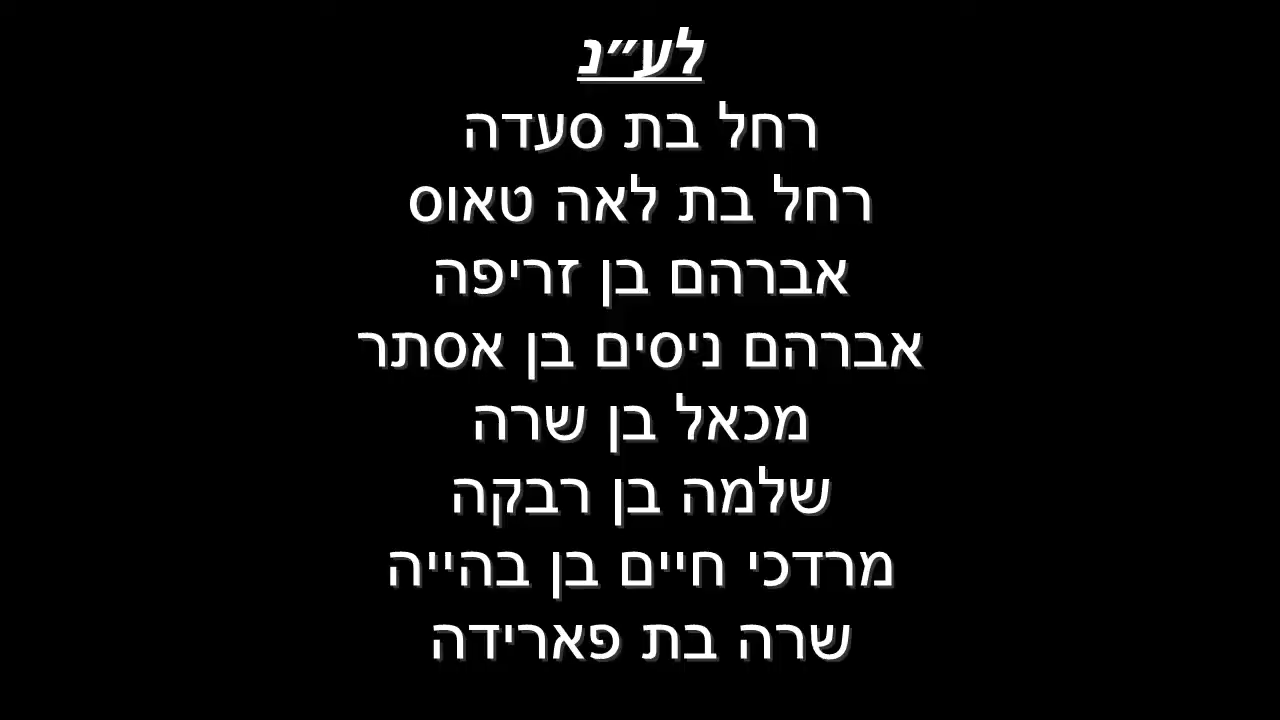 לע״נ
רחל בת סעדה
רחל בת לאה טאוס
אברהם בן זריפה
אברהם ניסים בן אסתר
מכאל בן שרה
שלמה בן רבקה
מרדכי חיים בן בהייה
שרה בת פארידה